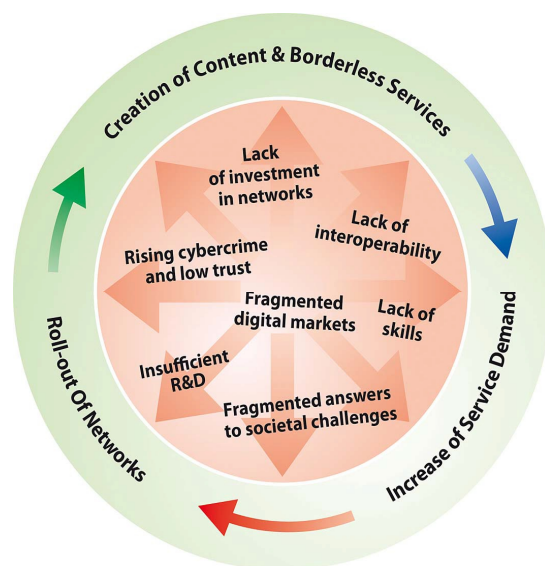 Creation of Content & Borderless Services
Lack
of investment
in networks
Lack of
interoperability
Rising cybercrime
and low trust
Fragmented
digital markets
Lack of
skills
Insufficient
R&D
Fragmented answers
to societal challenges
Increase of Service Demand
Roll-out Of Networks